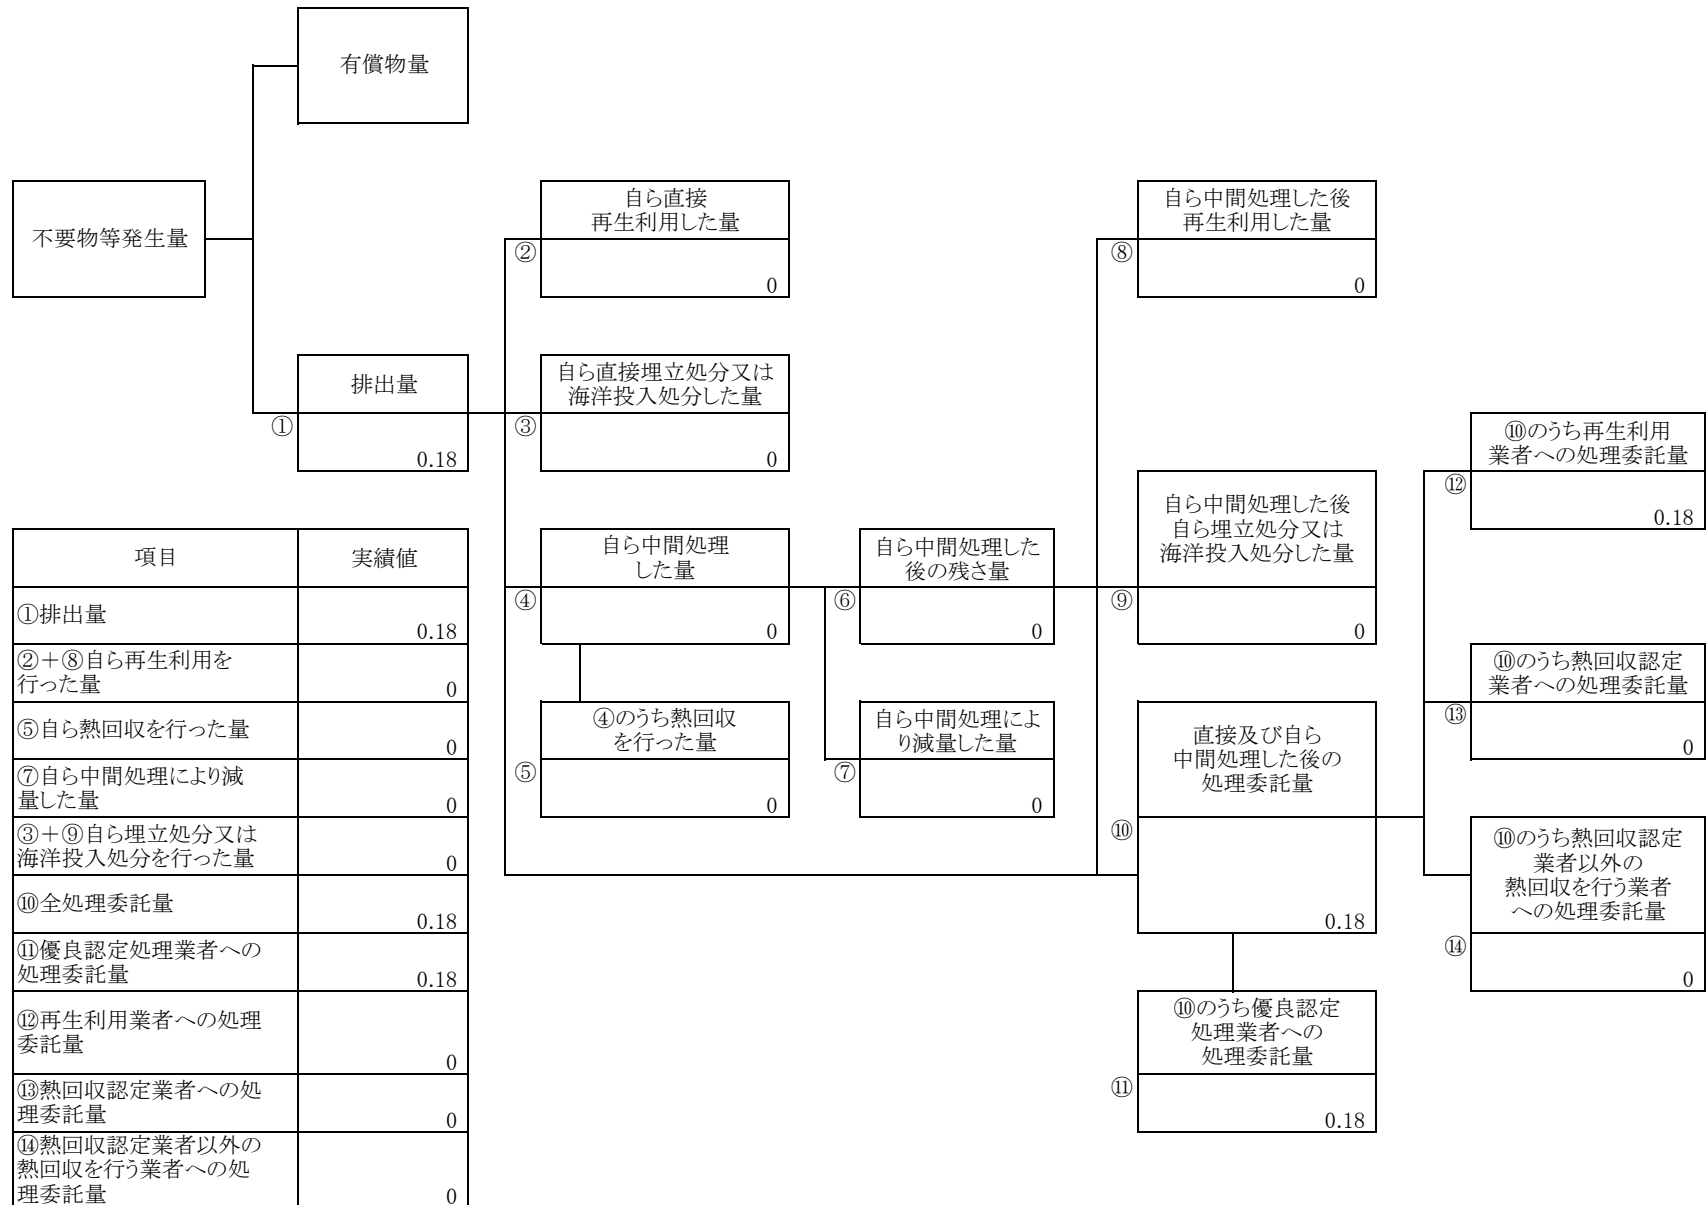 有償物量
不要物等発生量
自ら直接
再生利用した量
②
0
自ら中間処理した後
再生利用した量
⑧
0
排出量
①
0.18
自ら直接埋立処分又は
海洋投入処分した量
③
0
⑩のうち再生利用
業者への処理委託量
⑫
0.18
自ら中間処理
した量
④
0
自ら中間処理した
後の残さ量
⑥
0
自ら中間処理した後
自ら埋立処分又は
海洋投入処分した量
⑨
0
⑩のうち熱回収認定
業者への処理委託量
⑬
0
④のうち熱回収
を行った量
⑤
0
自ら中間処理によ
り減量した量
⑦
0
直接及び自ら
中間処理した後の
処理委託量
⑩
0.18
⑩のうち熱回収認定
業者以外の
熱回収を行う業者
への処理委託量
⑭
0
⑩のうち優良認定
処理業者への
処理委託量
⑪
0.18
項目 実績値
①排出量
0.18
②+⑧自ら再生利用を
行った量
0
⑤自ら熱回収を行った量
0
⑦自ら中間処理により減
量した量
0
③+⑨自ら埋立処分又は
海洋投入処分を行った量
0
⑩全処理委託量
0.18
⑪優良認定処理業者への
処理委託量
0.18
⑫再生利用業者への処理
委託量
0
⑬熱回収認定業者への処
理委託量
0
⑭熱回収認定業者以外の
熱回収を行う業者への処
理委託量
0